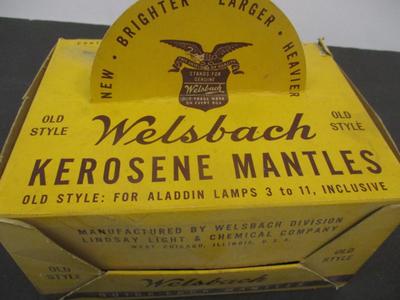 NEW • BRIGHTER • LARGER • HEAVIER
STANDS FOR
GENUINE
Welsbach
OLD STYLE
Welsbach
OLD STYLE
KEROSENE MANTLES
OLD STYLE: FOR ALADDIN LAMPS 3 to 11, INCLUSIVE
MANUFACTURED BY WELSBACH DIVISION
LINDSAY LIGHT & CHEMICAL COMPANY
WEST CHICAGO, ILLINOIS, U.S.A.
OLD STYLE
Welsbach
OLD STYLE